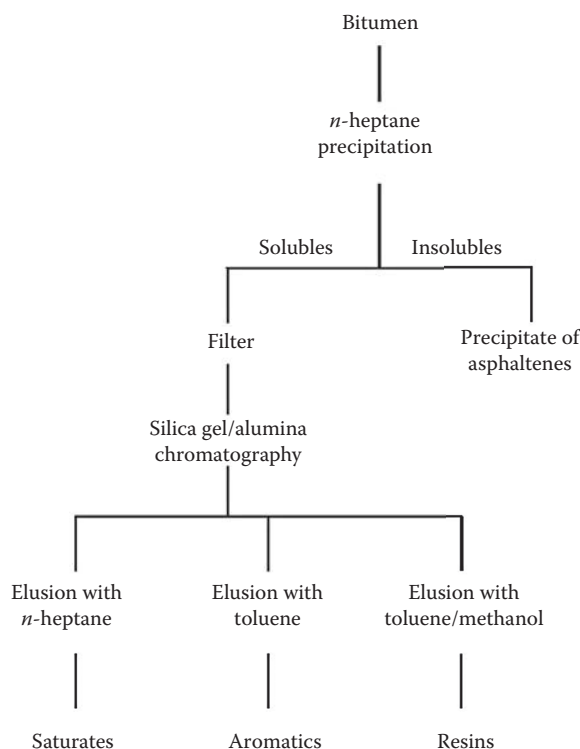 Bitumen
n-heptane
precipitation
Solubles
Insolubles
Filter
Precipitate of
asphaltenes
Silica gel/alumina
chromatography
Elusion with
n-heptane
Elusion with
toluene
Elusion with
toluene/methanol
Saturates
Aromatics
Resins